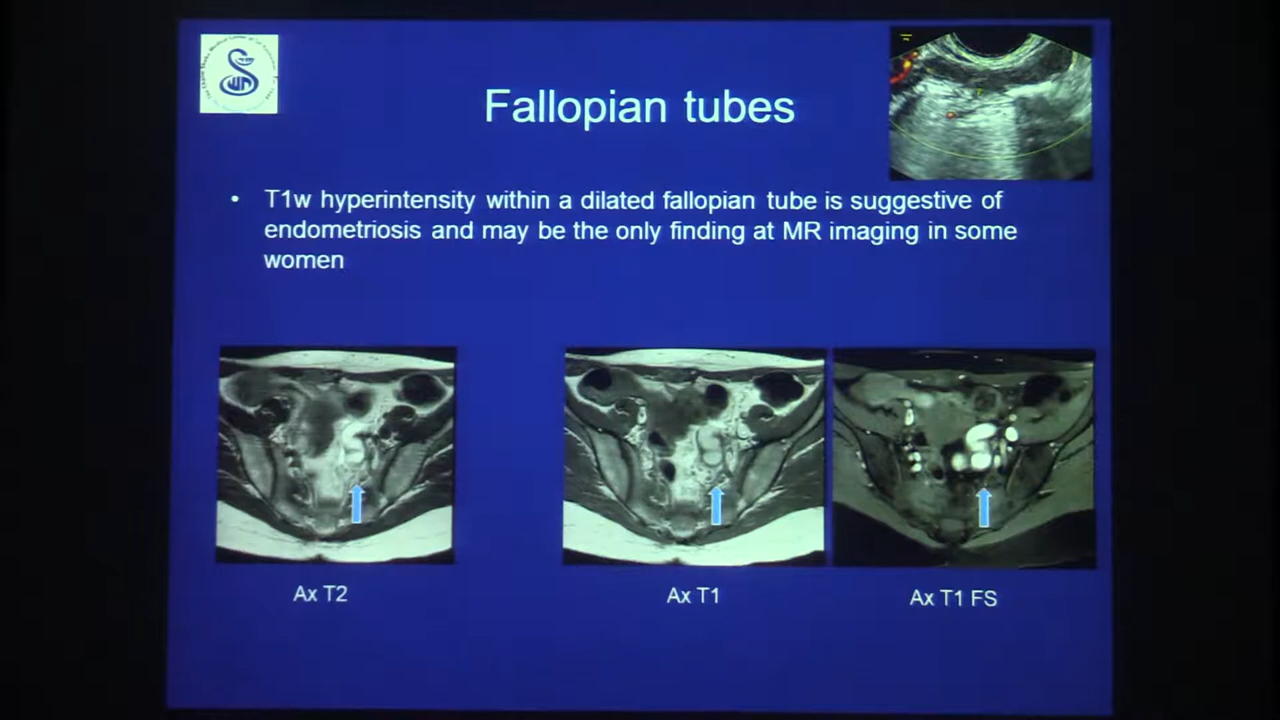 Fallopian tubes
• T1w hyperintensity within a dilated fallopian tube is suggestive of
endometriosis and may be the only finding at MR imaging in some
women
Ax T2
Ax T1
Ax T1 FS